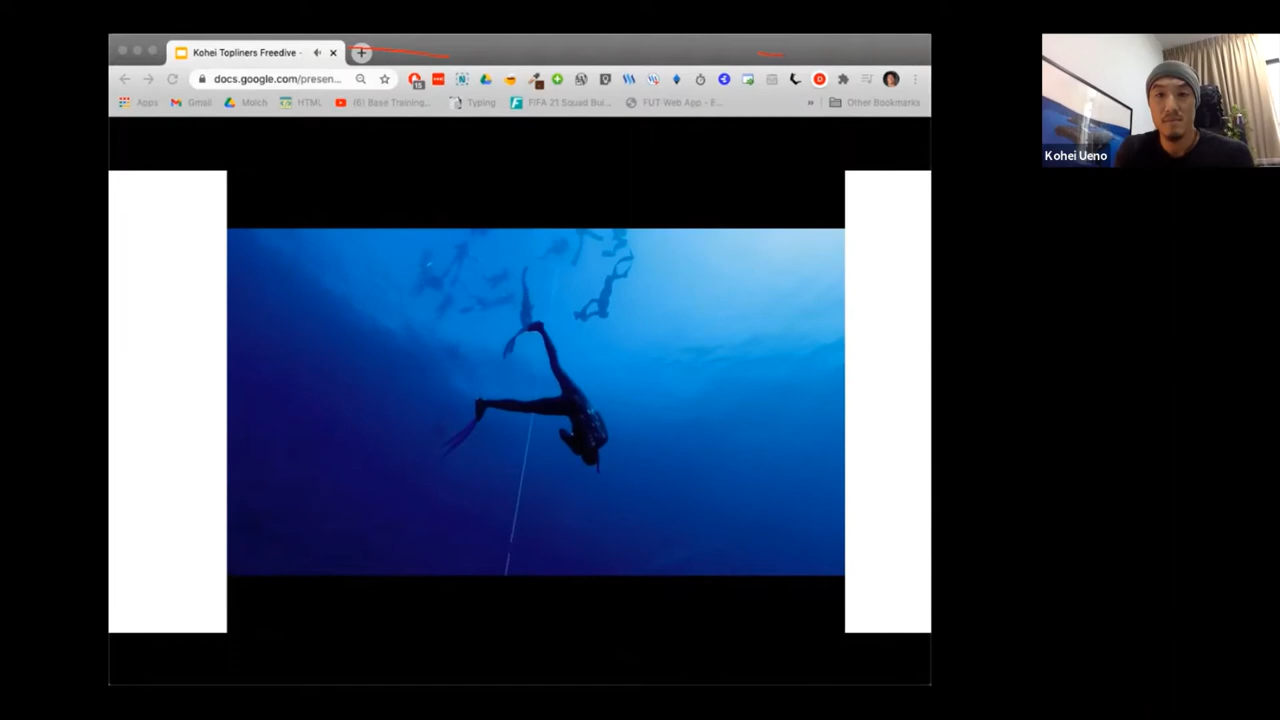 Kohei Topliners Freedive -
docs.google.com/presen...
15
Apps
Gmail
Molch
HTML
(6) Base Training...
Typing
FIFA 21 Squad Bui...
FUT Web App. - E...
»
Other Bookmarks
Kohei Ueno